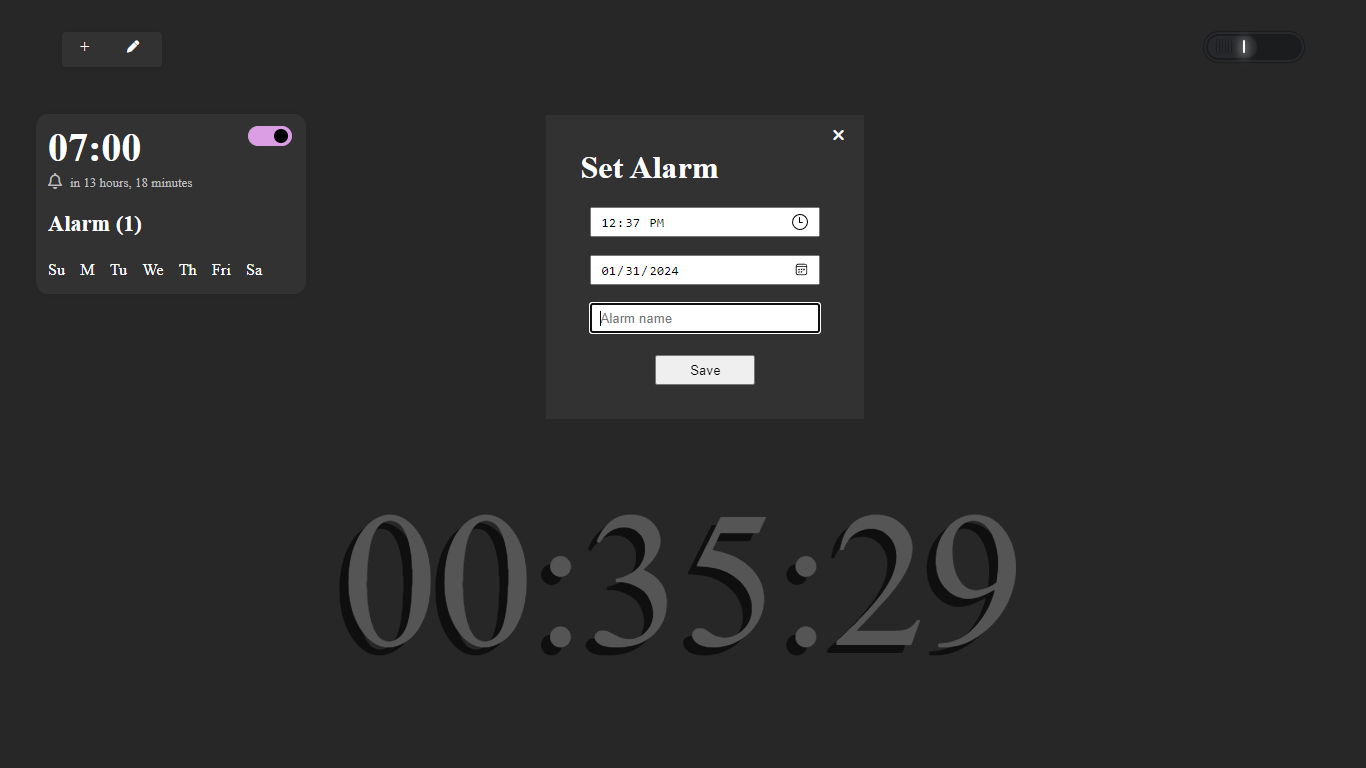 +
07:00
in 13 hours, 18 minutes
Alarm (1)
Su M Tu We Th Fri Sa
Set Alarm
12:37 PM
01/31/2024
Alarm name
Save
00:35:29